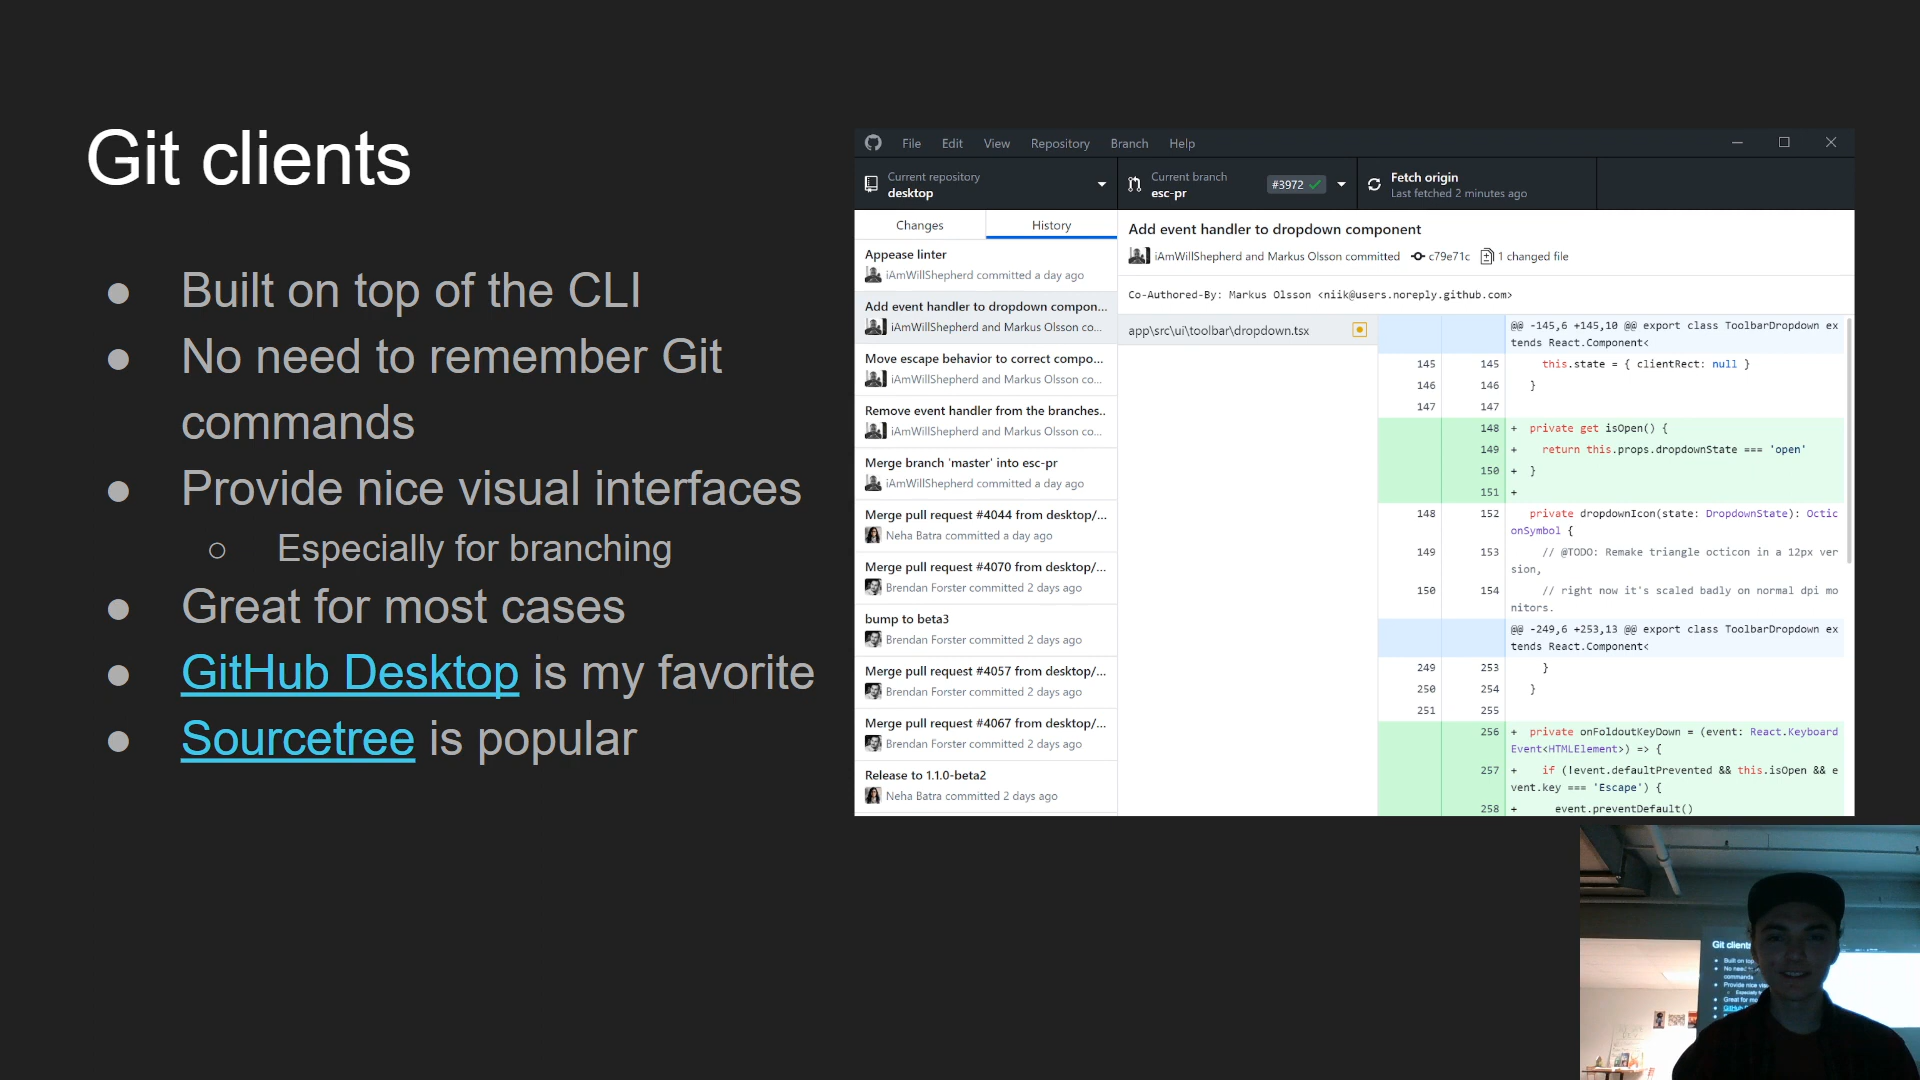 Git clients
● Built on top of the CLI
● No need to remember Git
commands
● Provide nice visual interfaces
○ Especially for branching
● Great for most cases
● GitHub Desktop is my favorite
● Sourcetree is popular
File Edit View Repository Branch Help
Current repository
desktop
Current branch
esc-pr
#3972
Fetch origin
Last fetched 2 minutes ago
Changes History
Appease linter
iAmWillShepherd committed a day ago
Add event handler to dropdown compon...
iAmWillShepherd and Markus Olsson co...
Move escape behavior to correct compo...
iAmWillShepherd and Markus Olsson co...
Remove event handler from the branches..
iAmWillShepherd and Markus Olsson co...
Merge branch 'master' into esc-pr
iAmWillShepherd committed a day ago
Merge pull request #4044 from desktop/...
Neha Batra committed a day ago
Merge pull request #4070 from desktop/...
Brendan Forster committed 2 days ago
bump to beta3
Brendan Forster committed 2 days ago
Merge pull request #4057 from desktop/...
Brendan Forster committed 2 days ago
Merge pull request #4067 from desktop/...
Brendan Forster committed 2 days ago
Release to 1.1.0-beta2
Neha Batra committed 2 days ago
Add event handler to dropdown component
iAmWillShepherd and Markus Olsson committed c79e71c 1 changed file
Co-Authored-By: Markus Olsson <niik@users.noreply.github.com>
app\src\ui\toolbar\dropdown.tsx
@@ -145,6 +145,10 @@ export class ToolbarDropdown ex
tends React.Component<
145 145 this.state = { clientRect: null }
146 146 }
147 147
148 + private get isOpen() {
149 + return this.props.dropdownState === 'open'
150 + }
151 +
148 152 private dropdownIcon(state: DropdownState): Octic
onSymbol {
149 153 // @TODO: Remake triangle octicon in a 12px ver
sion,
150 154 // right now it's scaled badly on normal dpi mo
nitors.
@@ -249,6 +253,13 @@ export class ToolbarDropdown ex
tends React.Component<
249 253 }
250 254 }
251 255
256 + private onFoldoutKeyDown = (event: React.Keyboard
Event<HTMLElement>) => {
257 + if (!event.defaultPrevented && this.isOpen && e
vent.key === 'Escape') {
258 + event.preventDefault()
Git clients
Built on top
commands